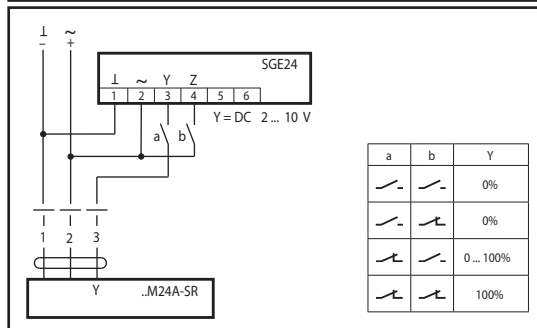 ⊥ ~
– +
SGE24
⊥ ~ Y Z
1 2 3 4 5 6
Y = DC 2 ... 10 V
a b
1 2 3
Y ..M24A-SR
a b Y
0%
0%
0 ... 100%
100%